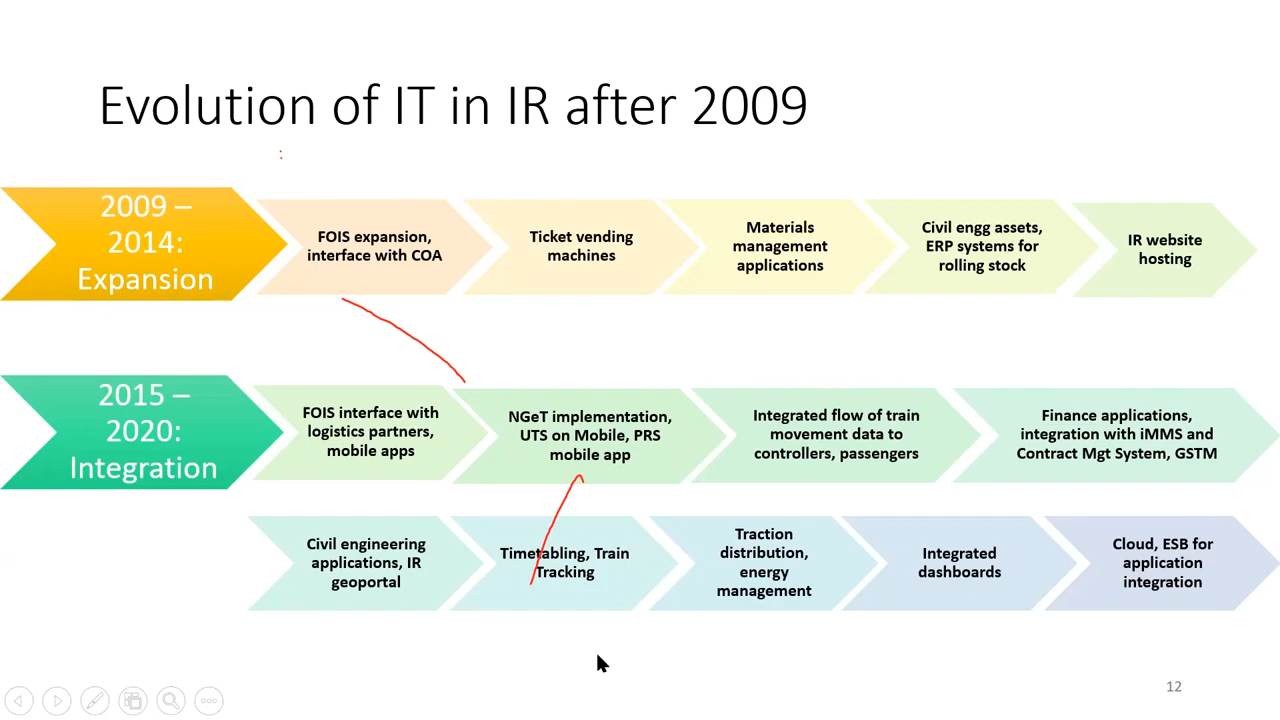 Evolution of IT in IR after 2009
2009 –
2014:
Expansion
FOIS expansion,
interface with COA
Ticket vending
machines
Materials
management
applications
Civil engg assets,
ERP systems for
rolling stock
IR website
hosting
2015 –
2020:
Integration
FOIS interface with
logistics partners,
mobile apps
NGeT implementation,
UTS on Mobile, PRS
mobile app
Integrated flow of train
movement data to
controllers, passengers
Finance applications,
integration with iMMS and
Contract Mgt System, GSTM
Civil engineering
applications, IR
geoportal
Timetabling, Train
Tracking
Traction
distribution,
energy
management
Integrated
dashboards
Cloud, ESB for
application
integration
12